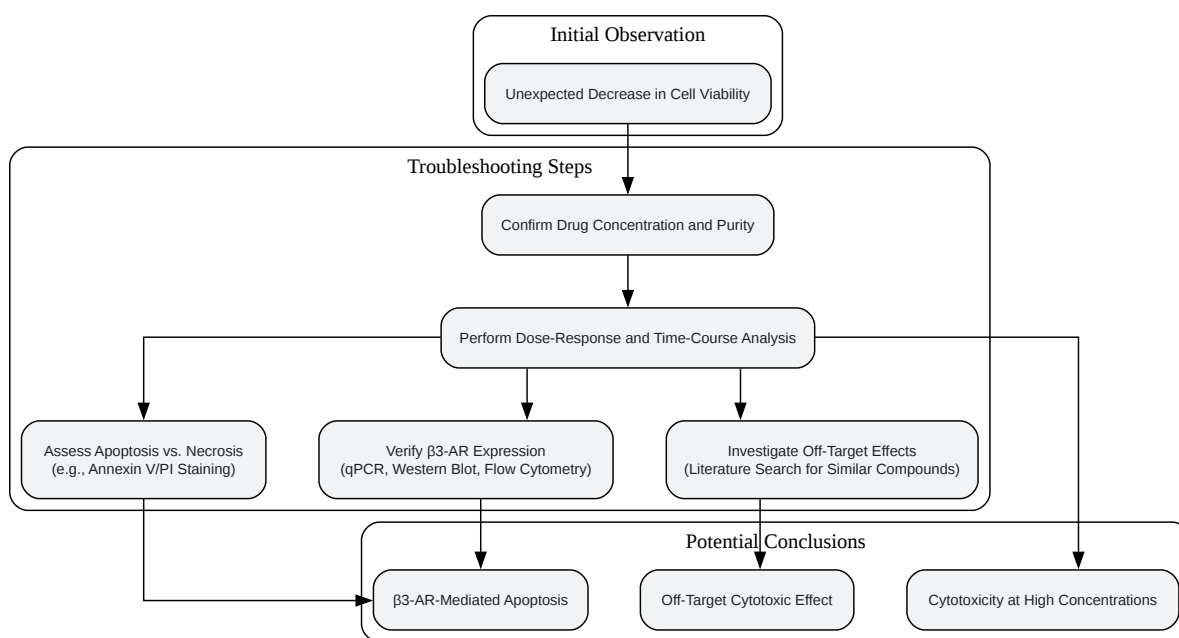 Initial Observation
Unexpected Decrease in Cell Viability
Troubleshooting Steps
Confirm Drug Concentration and Purity
Perform Dose-Response and Time-Course Analysis
Assess Apoptosis vs. Necrosis
(e.g., Annexin V/PI Staining)
Verify β3-AR Expression
(qPCR, Western Blot, Flow Cytometry)
Investigate Off-Target Effects
(Literature Search for Similar Compounds)
Potential Conclusions
β3-AR-Mediated Apoptosis
Off-Target Cytotoxic Effect
Cytotoxicity at High Concentrations